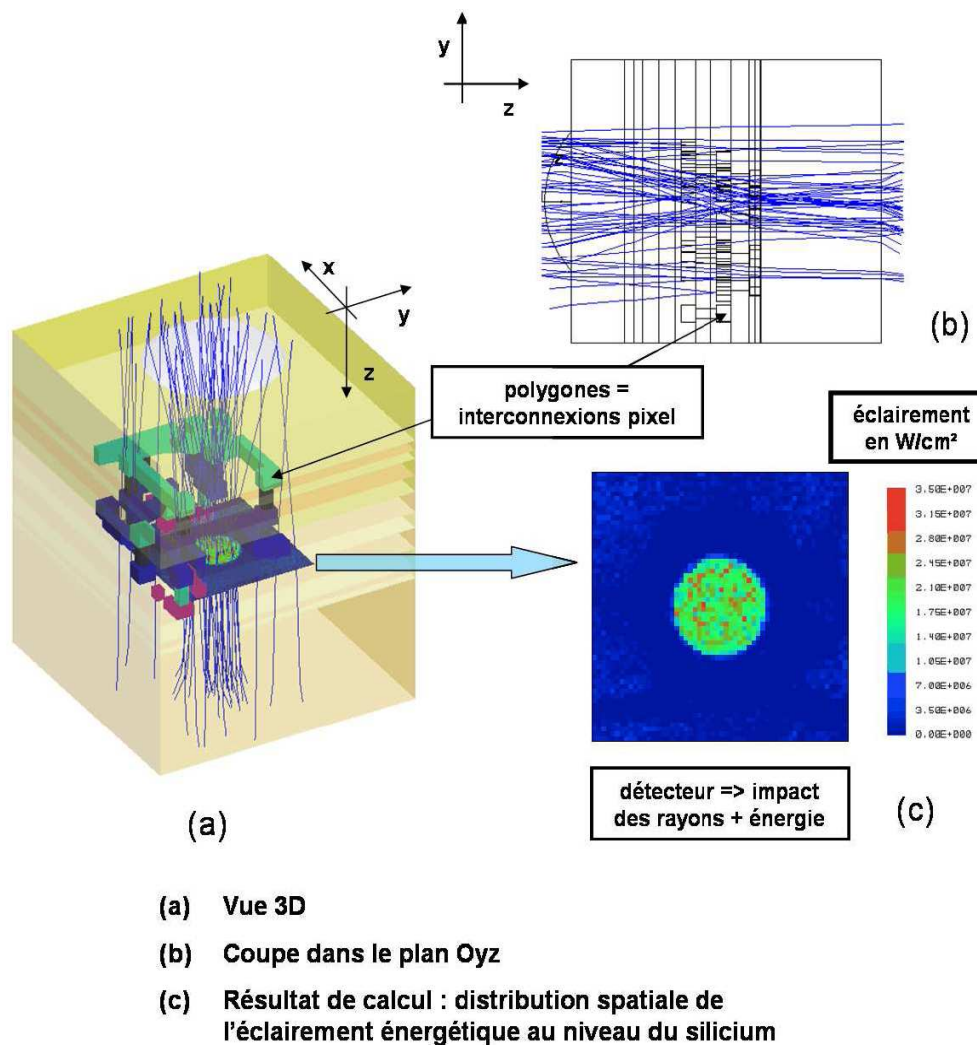 y
z
(b)
x
y
z
polygones =
interconnexions pixel
éclairement
en W/cm²
3.50E+007
3.15E+007
2.80E+007
2.45E+007
2.10E+007
1.75E+007
1.40E+007
1.05E+007
7.00E+006
3.50E+006
0.00E+000
détecteur => impact
des rayons + énergie
(a)
(c)
(a) Vue 3D
(b) Coupe dans le plan Oyz
(c) Résultat de calcul : distribution spatiale de
l'éclairement énergétique au niveau du silicium